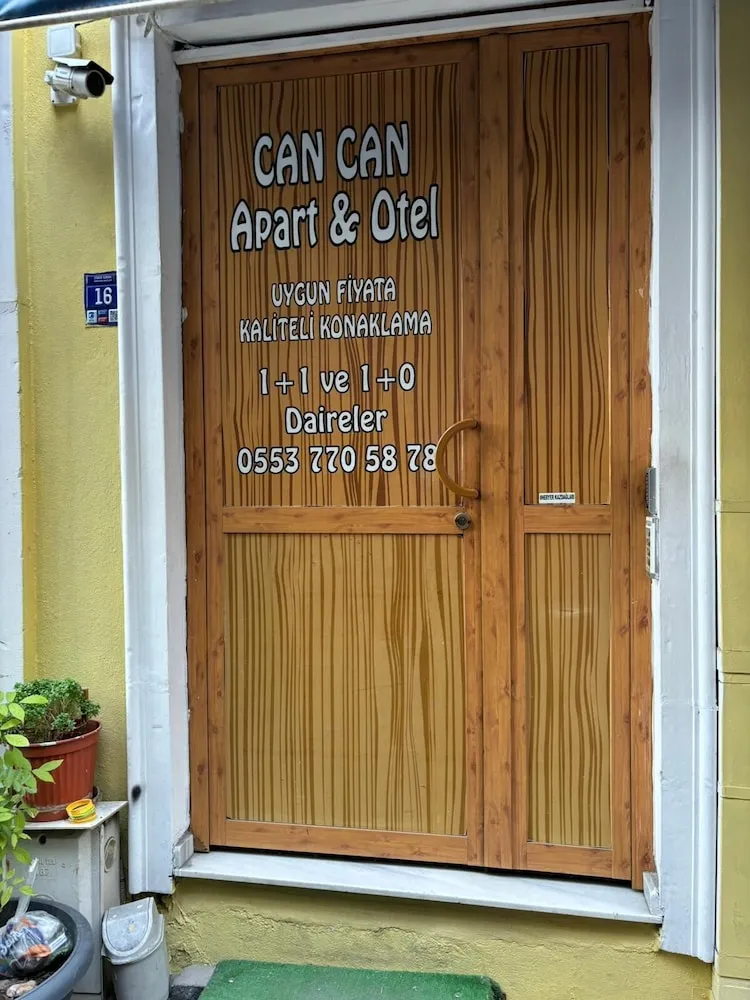 CAN CAN
Apart & Otel
UYGUN FİYATA
KALİTELİ KONAKLAMA
1+1 ve 1+0
Daireler
0553 770 58 78
16